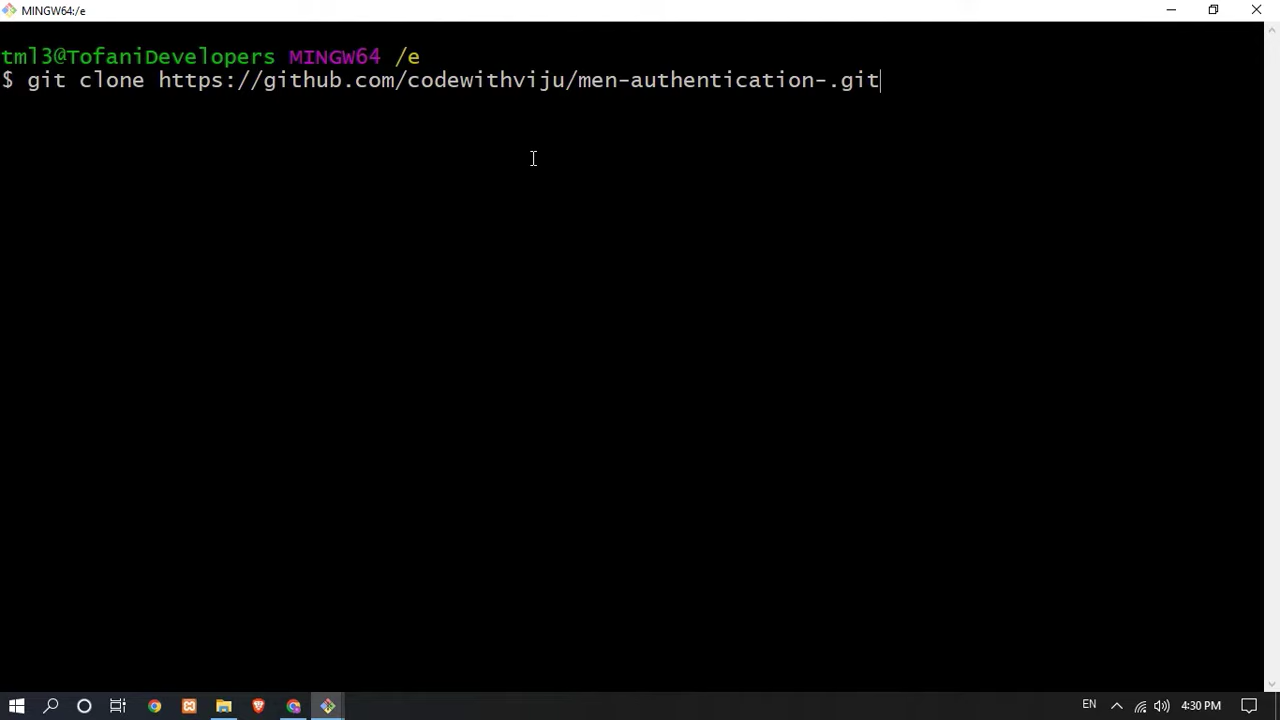 MINGW64:/e
tml3@TofaniDevelopers MINGW64 /e
$ git clone https://github.com/codewithviju/men-authentication-.git
EN
4:30 PM